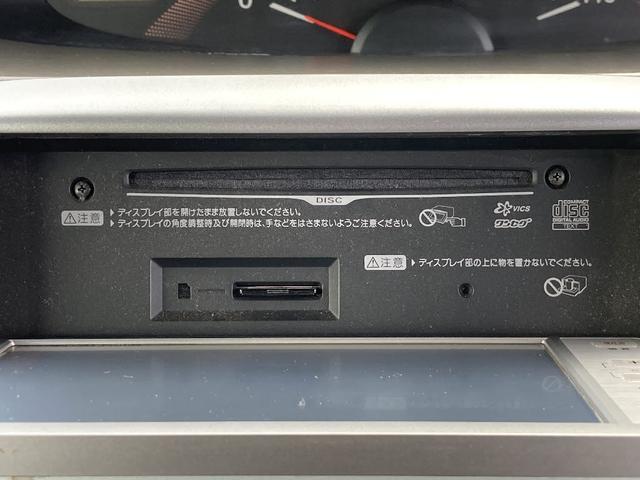 0
DISC
注意 ▶ディスプレイ部を開けたまま放置しないでください。
▶ディスプレイの角度調整時及び開閉時は、手などをはさまないようご注意ください。
VICS
ワンセグ
COMPACT
disc
DIGITAL AUDIO
TEXT
注意 ▶ディスプレイ部の上に物を置かないでください。